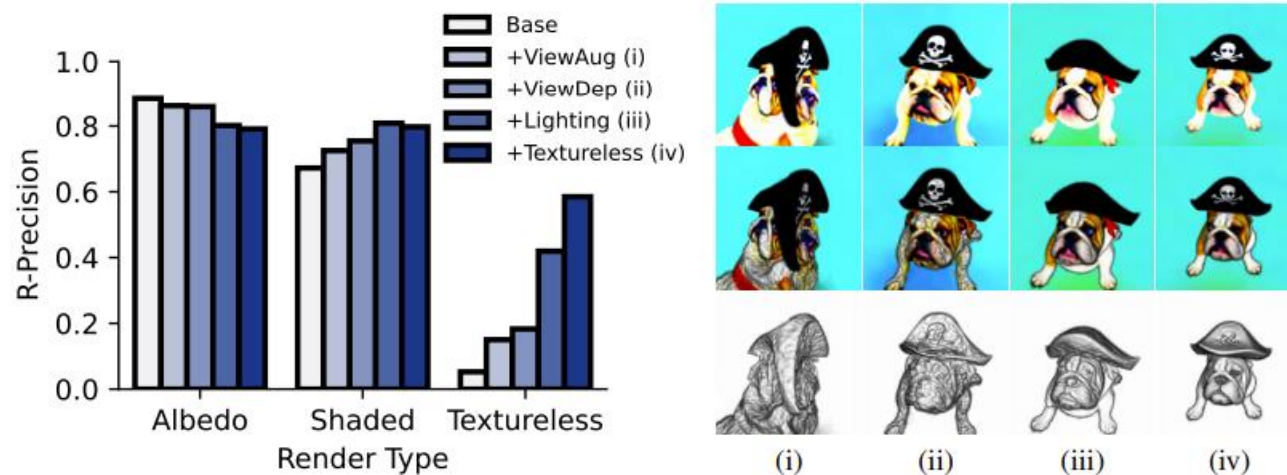 Base
+ViewAug (i)
+ViewDep (ii)
+Lighting (iii)
+Textureless (iv)
1.0
0.8
0.6
0.4
0.2
0.0
R-Precision
Albedo
Shaded
Textureless
Render Type
(i)
(ii)
(iii)
(iv)